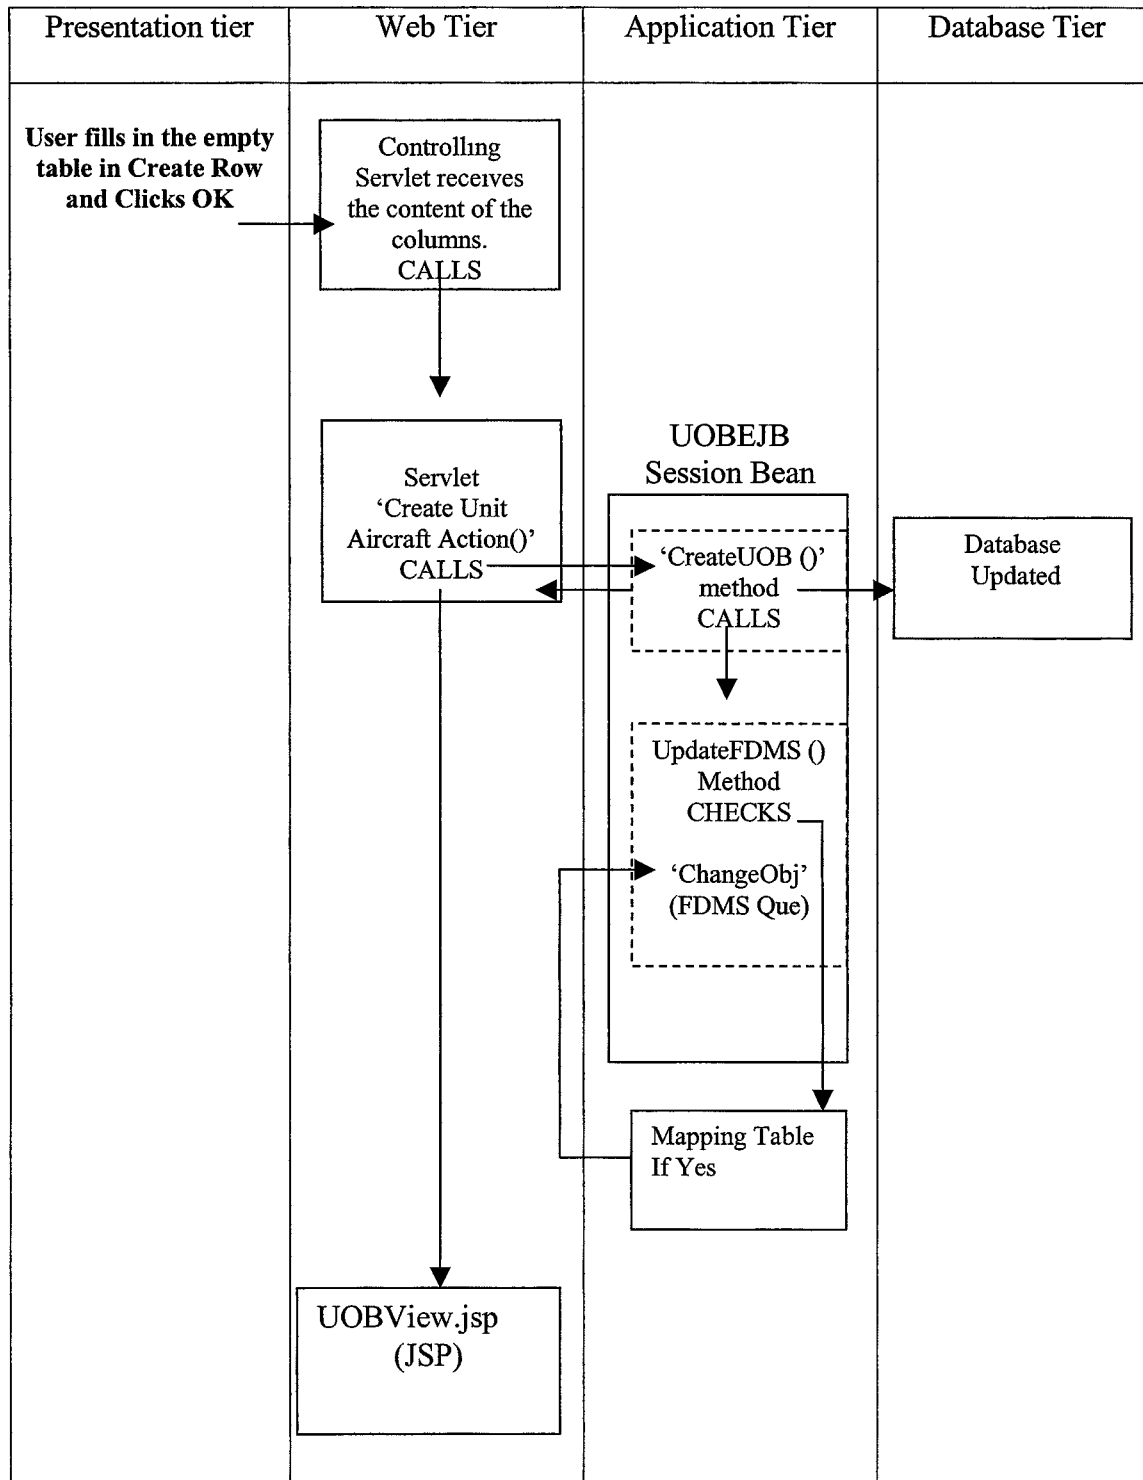 Presentation tier
Web Tier
Application Tier
Database Tier
User fills in the empty
table in Create Row
and Clicks OK
Controlling
Servlet receives
the content of the
columns.
CALLS
Servlet
‘Create Unit
Aircraft Action()’
CALLS
UOBEJB
Session Bean
‘CreateUOB ()’
method
CALLS
Database
Updated
UpdateFDMS ()
Method
CHECKS
‘ChangeObj’
(FDMS Que)
Mapping Table
If Yes
UOBView.jsp
(JSP)